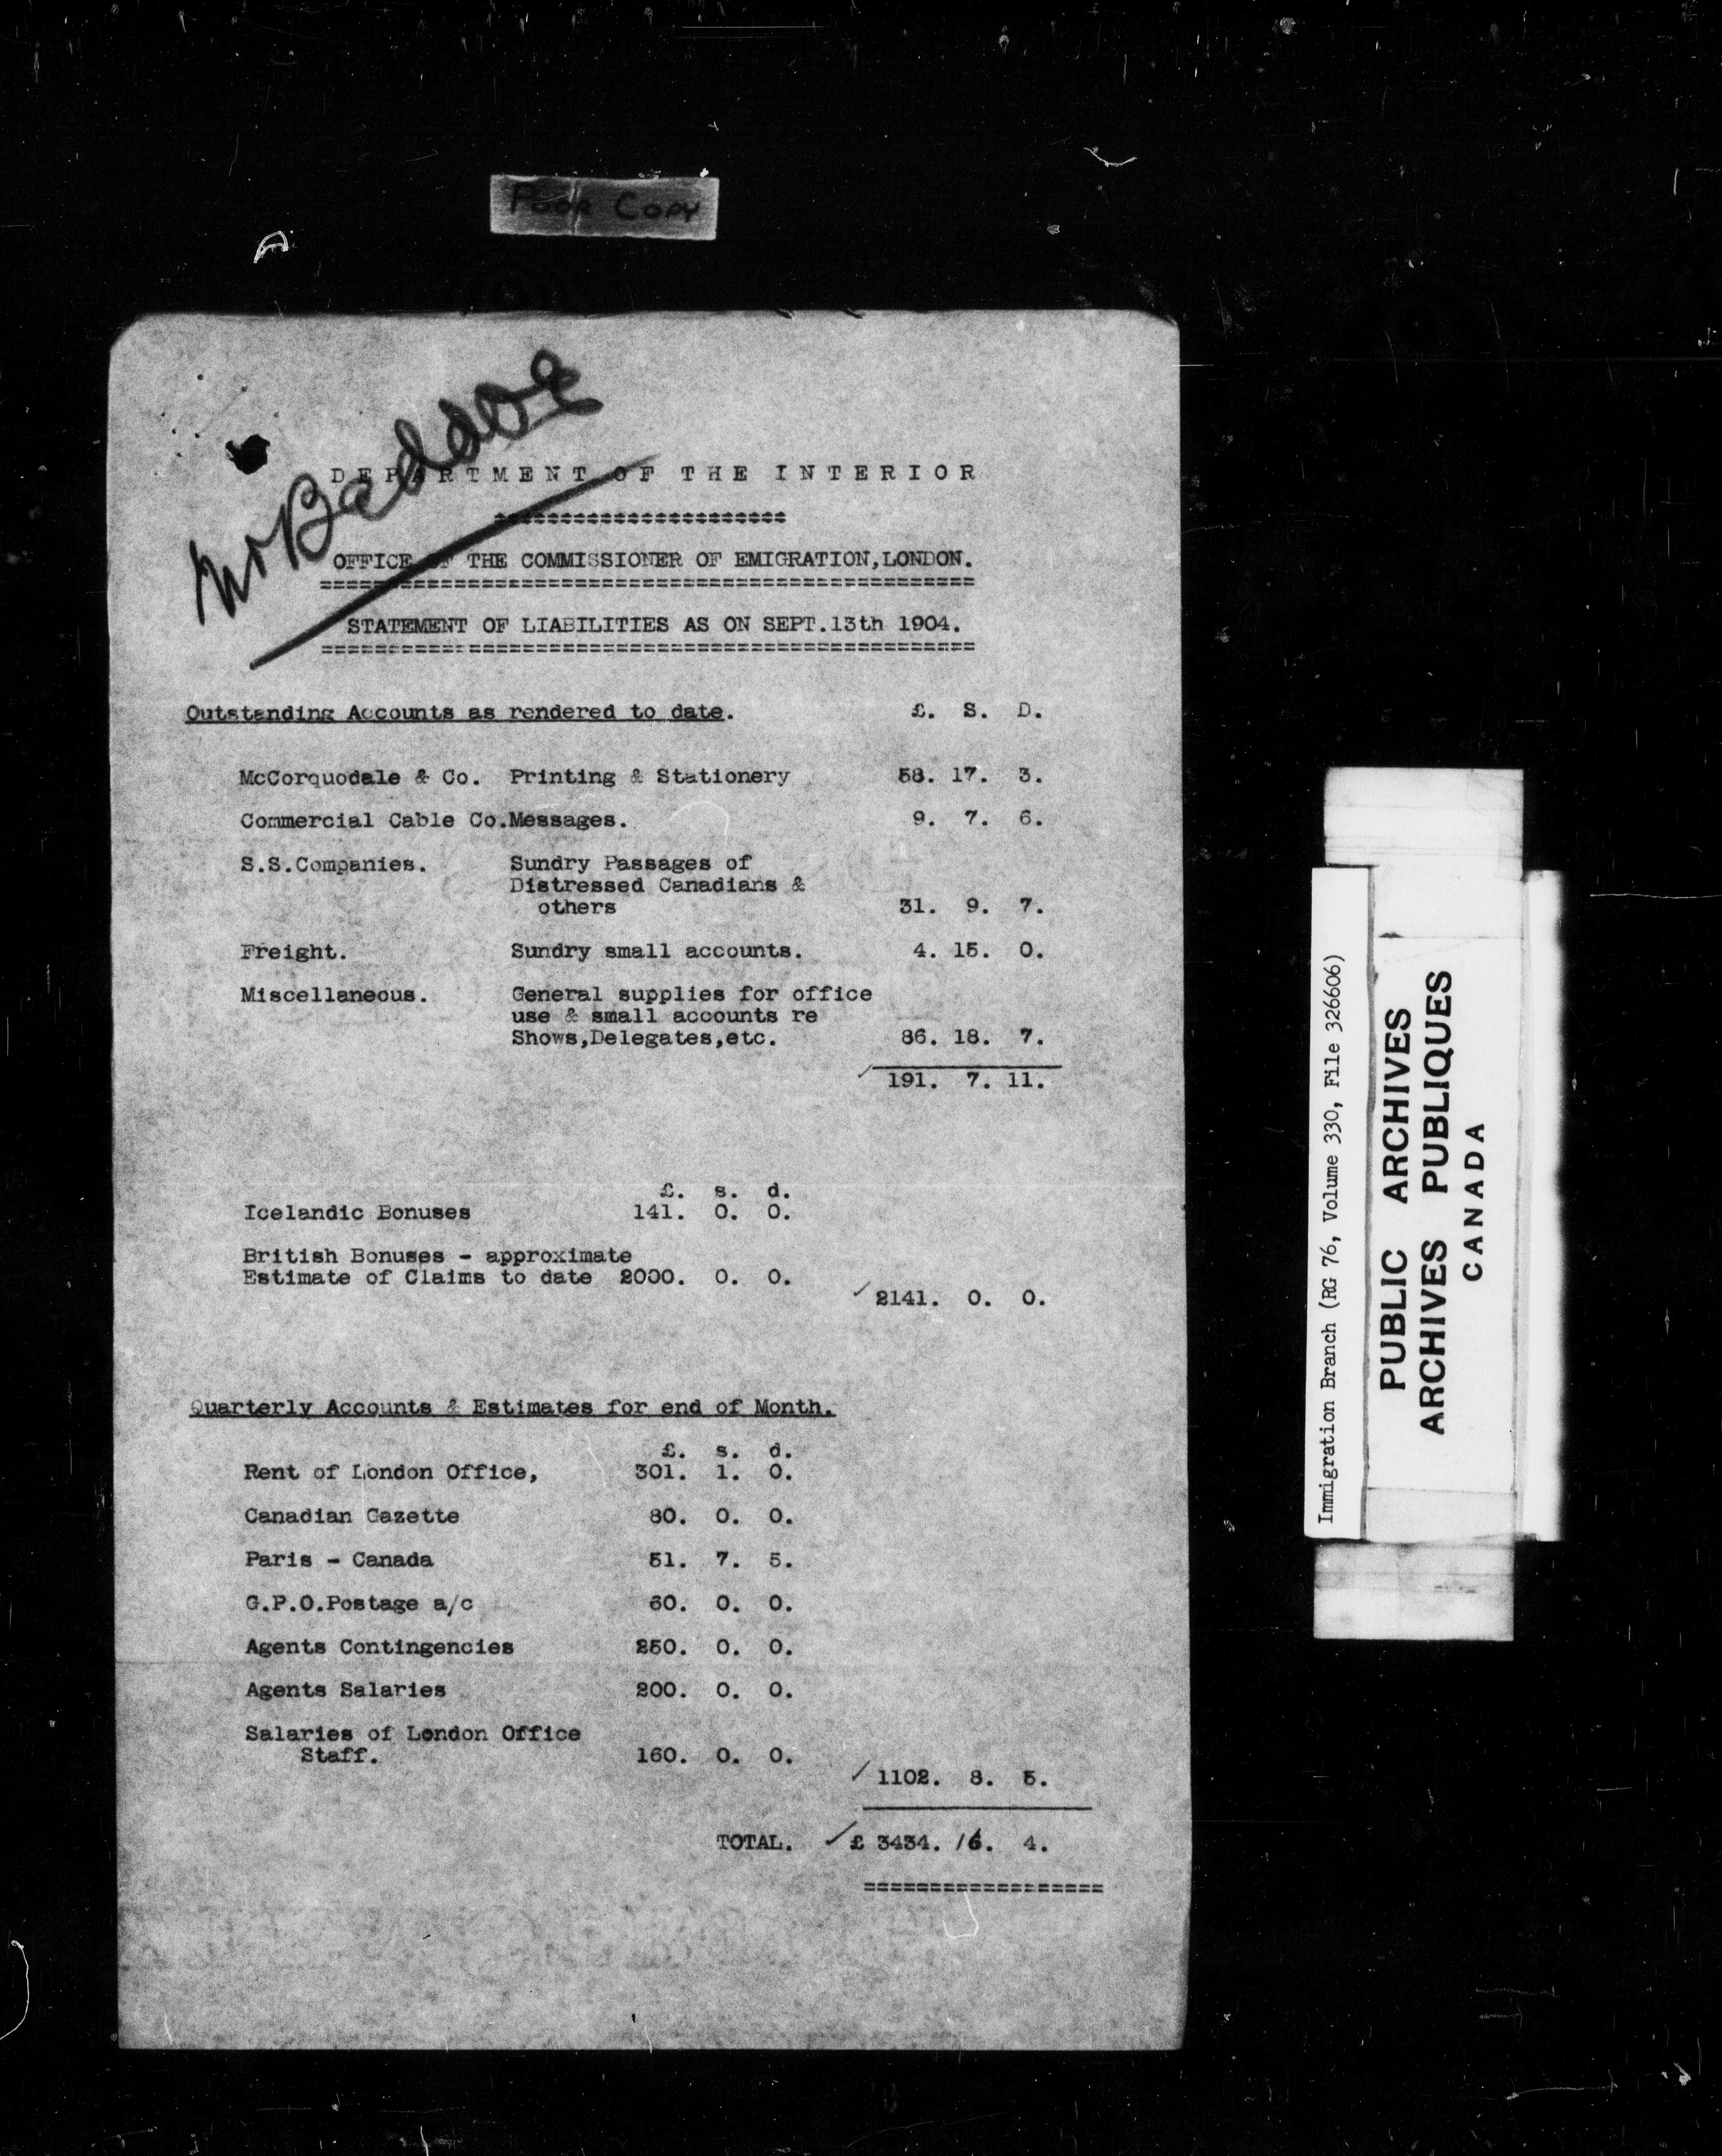 Poor Copy
Mr Baddoe
DEPARTMENT OF THE INTERIOR
OFFICE OF THE COMMISSIONER OF EMIGRATION,LONDON.
STATEMENT OF LIABILITIES AS ON SEPT.13th 1904.
Outstanding Accounts as rendered to date. £. S. D.
McCorquodale & Co. Printing & Stationery 58. 17. 3.
Commercial Cable Co.Messages. 9. 7. 6.
S.S.Companies. Sundry Passages of
Distressed Canadians &
others 31. 9. 7.
Freight. Sundry small accounts. 4. 15. 0.
Miscellaneous. General supplies for office
use & small accounts re
Shows,Delegates,etc. 86. 18. 7.
✓ 191. 7. 11.
£. s. d.
Icelandic Bonuses 141. 0. 0.
British Bonuses - approximate
Estimate of Claims to date 2000. 0. 0.
✓ 2141. 0. 0.
Quarterly Accounts & Estimates for end of Month.
£. s. d.
Rent of London Office, 301. 1. 0.
Canadian Gazette 80. 0. 0.
Paris - Canada 51. 7. 5.
G.P.O.Postage a/c 60. 0. 0.
Agents Contingencies 250. 0. 0.
Agents Salaries 200. 0. 0.
Salaries of London Office
Staff. 160. 0. 0.
✓ 1102. 8. 5.
TOTAL. ✓ £ 3434. 16. 4.
Immigration Branch (RG 76, Volume 330, File 326606)
PUBLIC ARCHIVES
ARCHIVES PUBLIQUES
CANADA